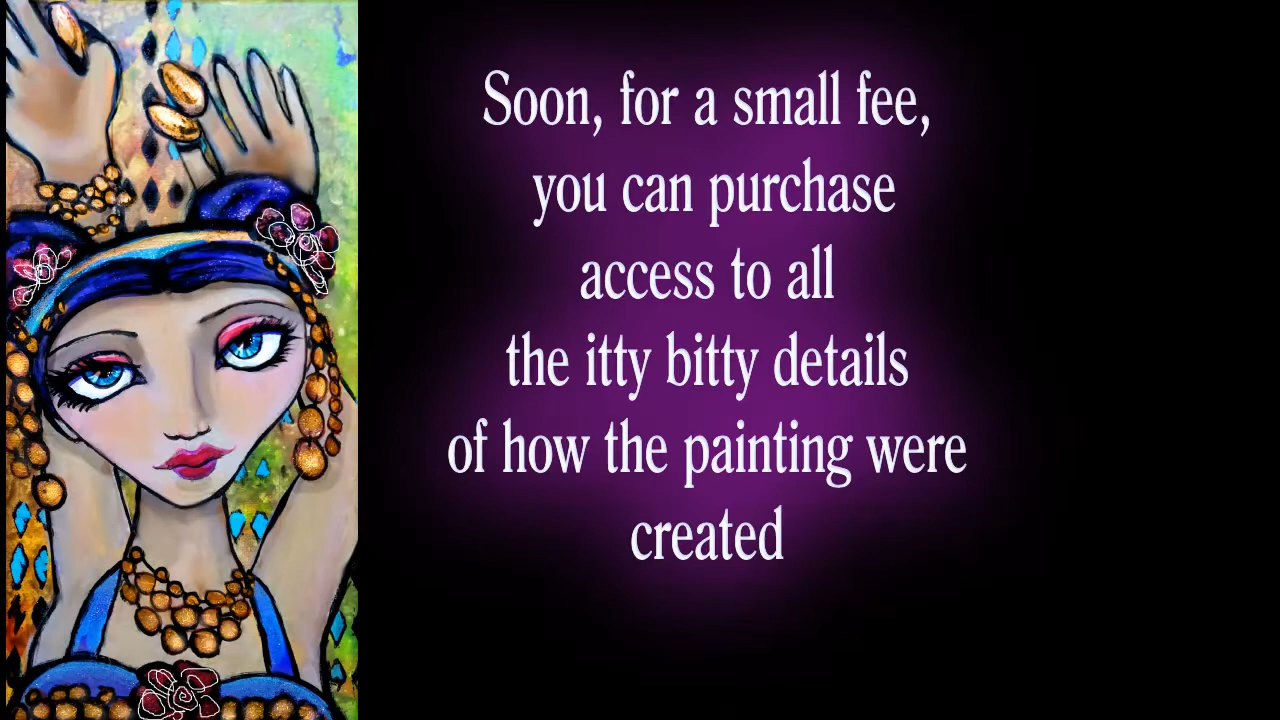 Soon, for a small fee,
you can purchase
access to all
the itty bitty details
of how the painting were
created